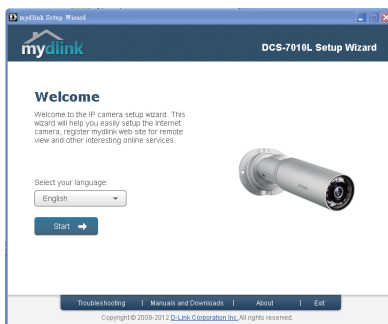 mydlink Setup Wizard
mydlink
DCS-7010L Setup Wizard
Welcome
Welcome to the IP camera setup wizard. This
wizard will help you easily setup the Internet
camera, register mydlink web site for remote
view and other interesting online services.
Select your language:
English
Start
Troubleshooting | Manuals and Downloads | About | Exit
Copyright © 2009-2012 D-Link Corporation Inc. All rights reserved.